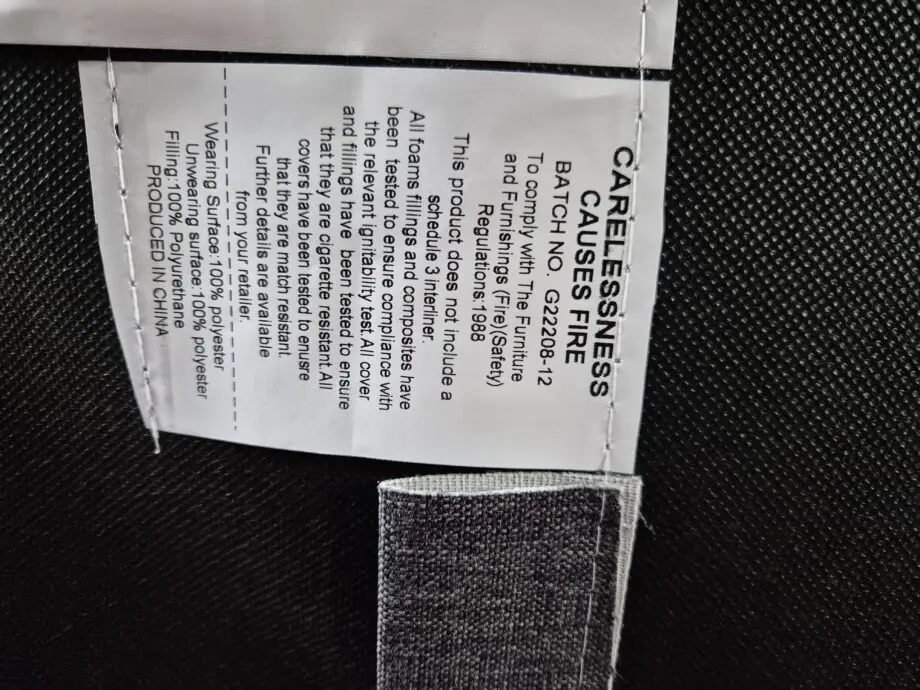 CARELESSNESS
CAUSES FIRE
BATCH NO. G22208-12
To comply with The Furniture
and Furnishings (Fire)(Safety)
Regulations:1988
This product does not include a
schedule 3 interliner.
All foams fillings and composites have
been tested to ensure compliance with
the relevant ignitability test. All cover
and fillings have been tested to ensure
that they are cigarette resistant. All
covers have been tested to enusre
that they are match resistant.
Further details are available
from your retailer.
Wearing Surface:100% polyester
Unwearing surface:100% polyester
Filling:100% Polyurethane
PRODUCED IN CHINA